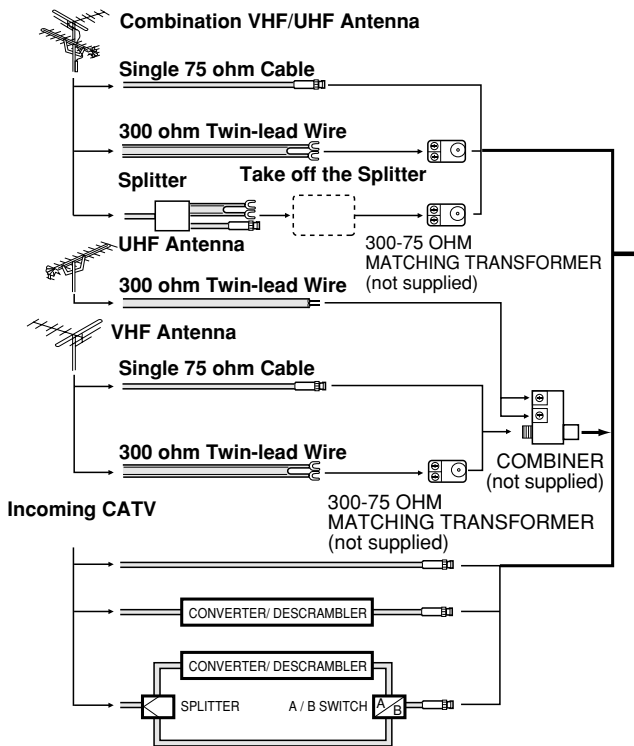 Combination VHF/UHF Antenna
Single 75 ohm Cable
300 ohm Twin-lead Wire
Splitter
Take off the Splitter
UHF Antenna
300-75 OHM
MATCHING TRANSFORMER
(not supplied)
300 ohm Twin-lead Wire
VHF Antenna
Single 75 ohm Cable
300 ohm Twin-lead Wire
COMBINER
(not supplied)
Incoming CATV
300-75 OHM
MATCHING TRANSFORMER
(not supplied)
CONVERTER/ DESCRAMBLER
CONVERTER/ DESCRAMBLER
SPLITTER
A / B SWITCH
A
B